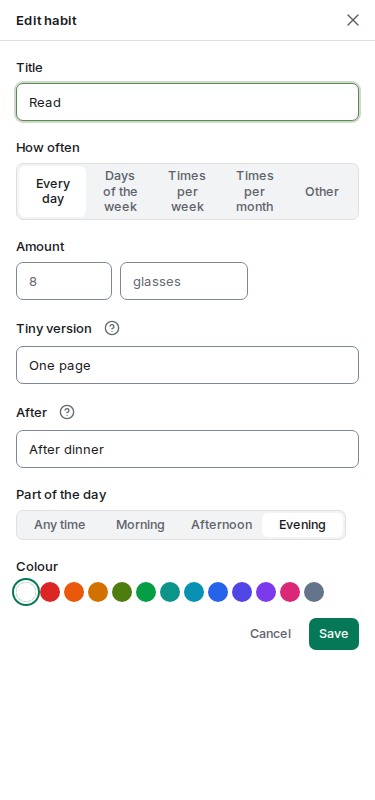 Edit habit
Title
Read
How often
Every
day
Days
of the
week
Times
per
week
Times
per
month
Other
Amount
8
glasses
Tiny version
One page
After
After dinner
Part of the day
Any time
Morning
Afternoon
Evening
Colour
Cancel
Save